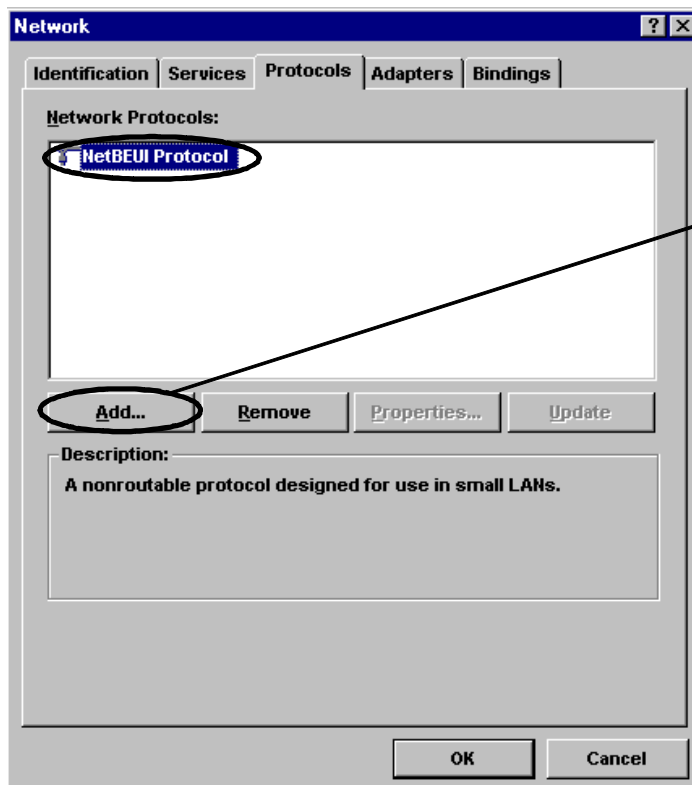 Network
Identification Services Protocols Adapters Bindings
Network Protocols:
NetBEUI Protocol
Add... Remove Properties... Update
Description:
A nonroutable protocol designed for use in small LANs.
OK Cancel